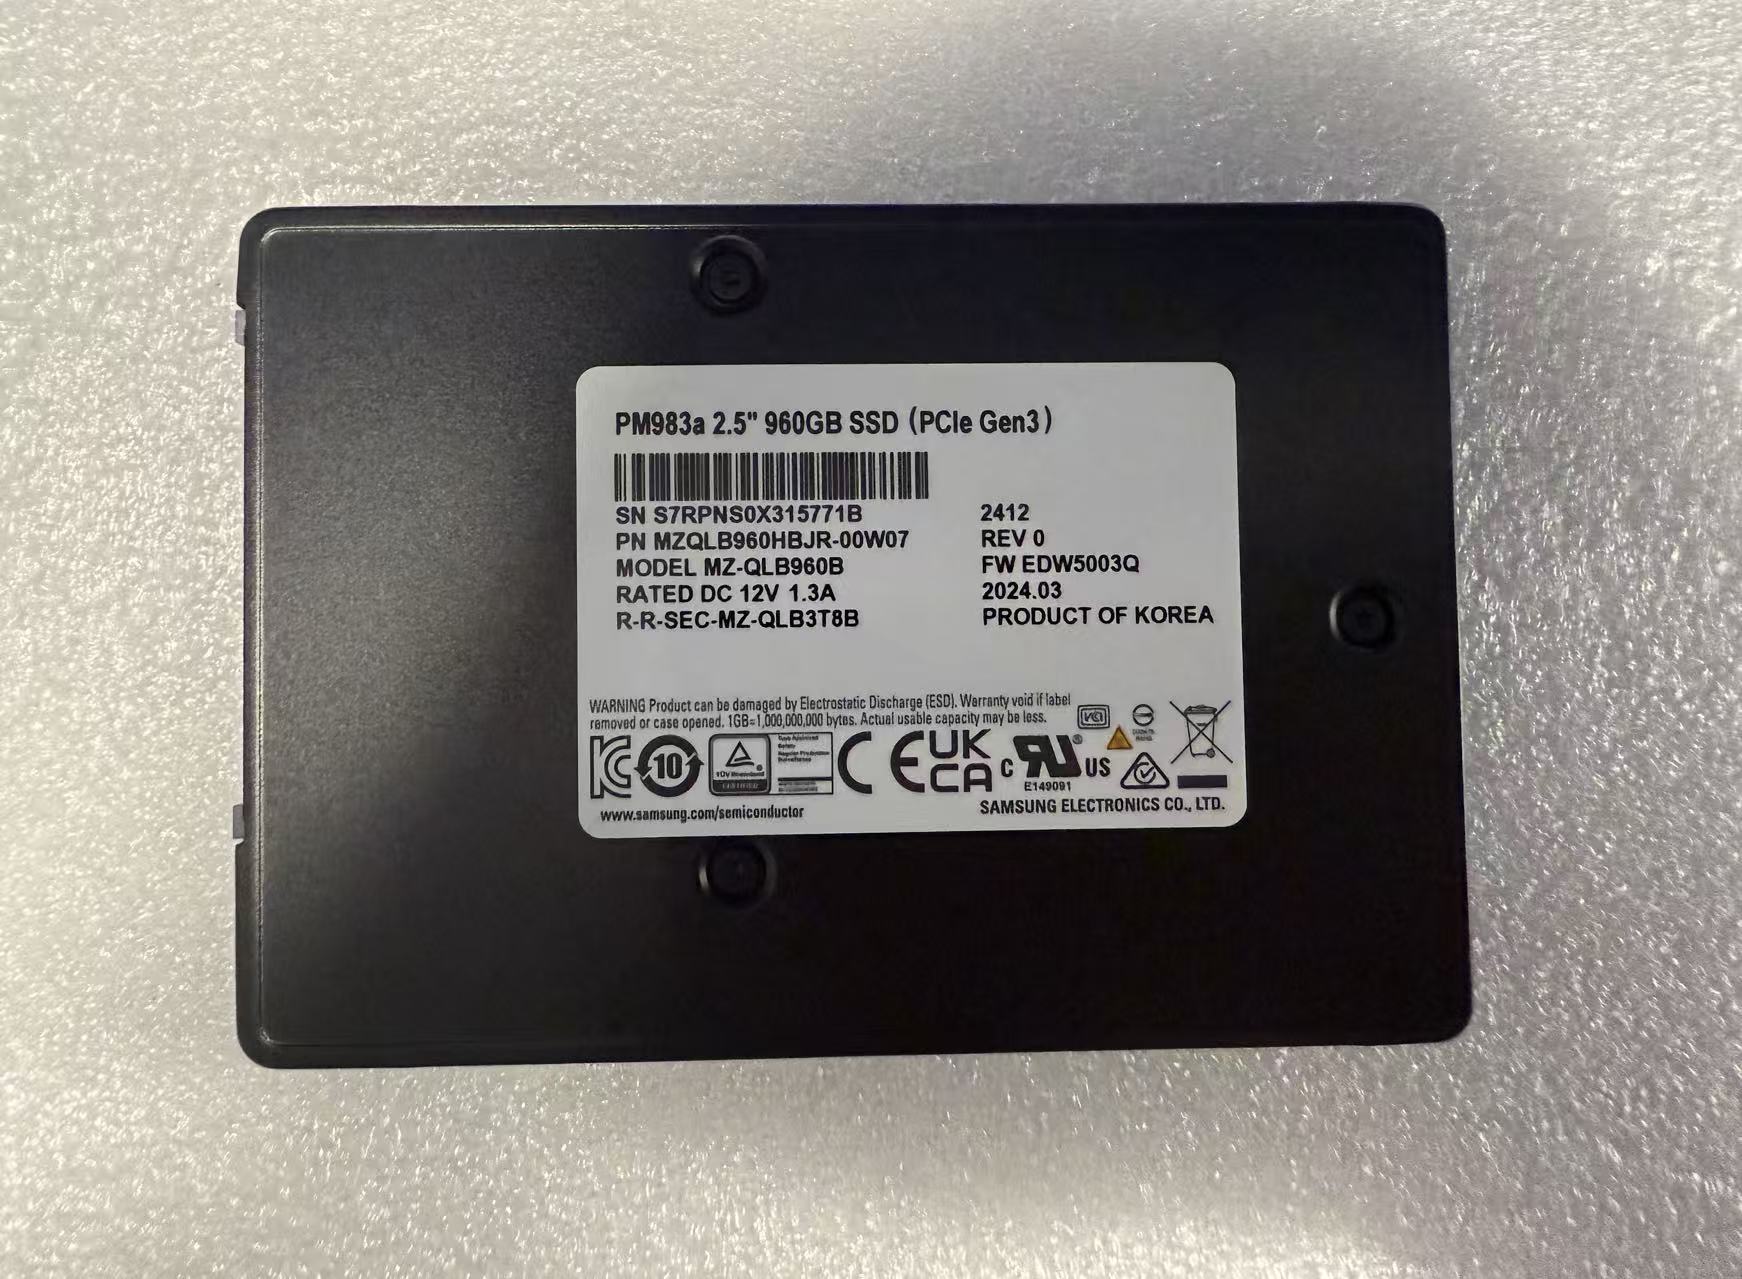 PM983a 2.5" 960GB SSD (PCIe Gen3)
SN S7RPNS0X315771B
2412
PN MZQLB960HBJR-00W07
REV 0
MODEL MZ-QLB960B
FW EDW5003Q
RATED DC 12V 1.3A
2024.03
R-R-SEC-MZ-QLB3T8B
PRODUCT OF KOREA
WARNING Product can be damaged by Electrostatic Discharge (ESD). Warranty void if label
removed or case opened. 1GB=1,000,000,000 bytes. Actual usable capacity may be less.
10
CE
UK
CA
c RU US
E149091
www.samsung.com/semiconductor
SAMSUNG ELECTRONICS CO., LTD.